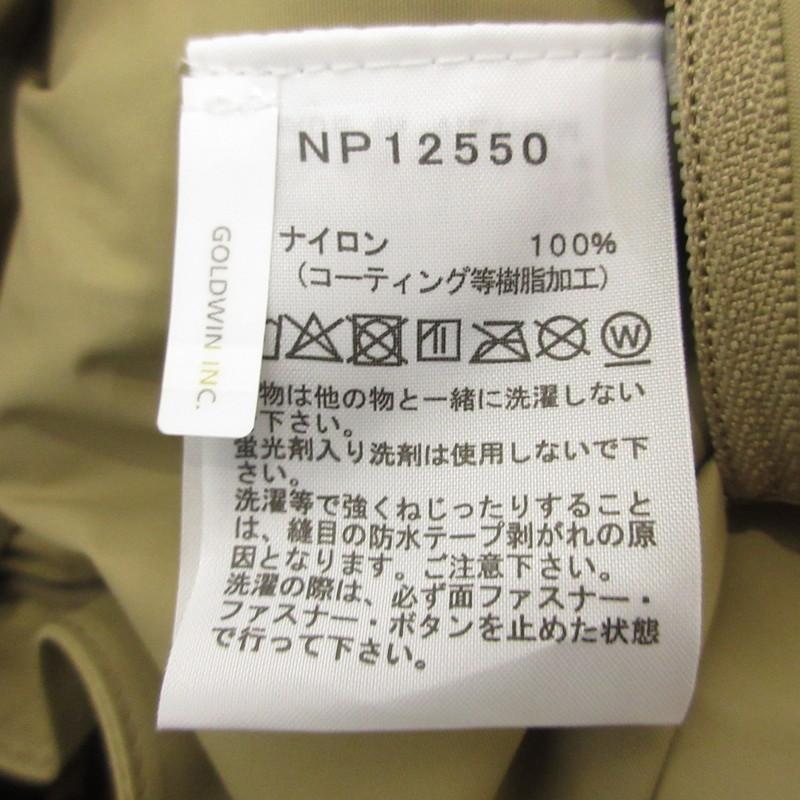 NP12550
GOLDWIN INC.
ナイロン 100%
（コーティング等樹脂加工）
W
物は他の物と一緒に洗濯しない
下さい。
蛍光剤入り洗剤は使用しないで下
さい。
洗濯等で強くねじったりすること
は、縫目の防水テープ剥がれの原
因となります。ご注意下さい。
洗濯の際は、必ず面ファスナー・
ファスナー・ボタンを止めた状態
で行って下さい。